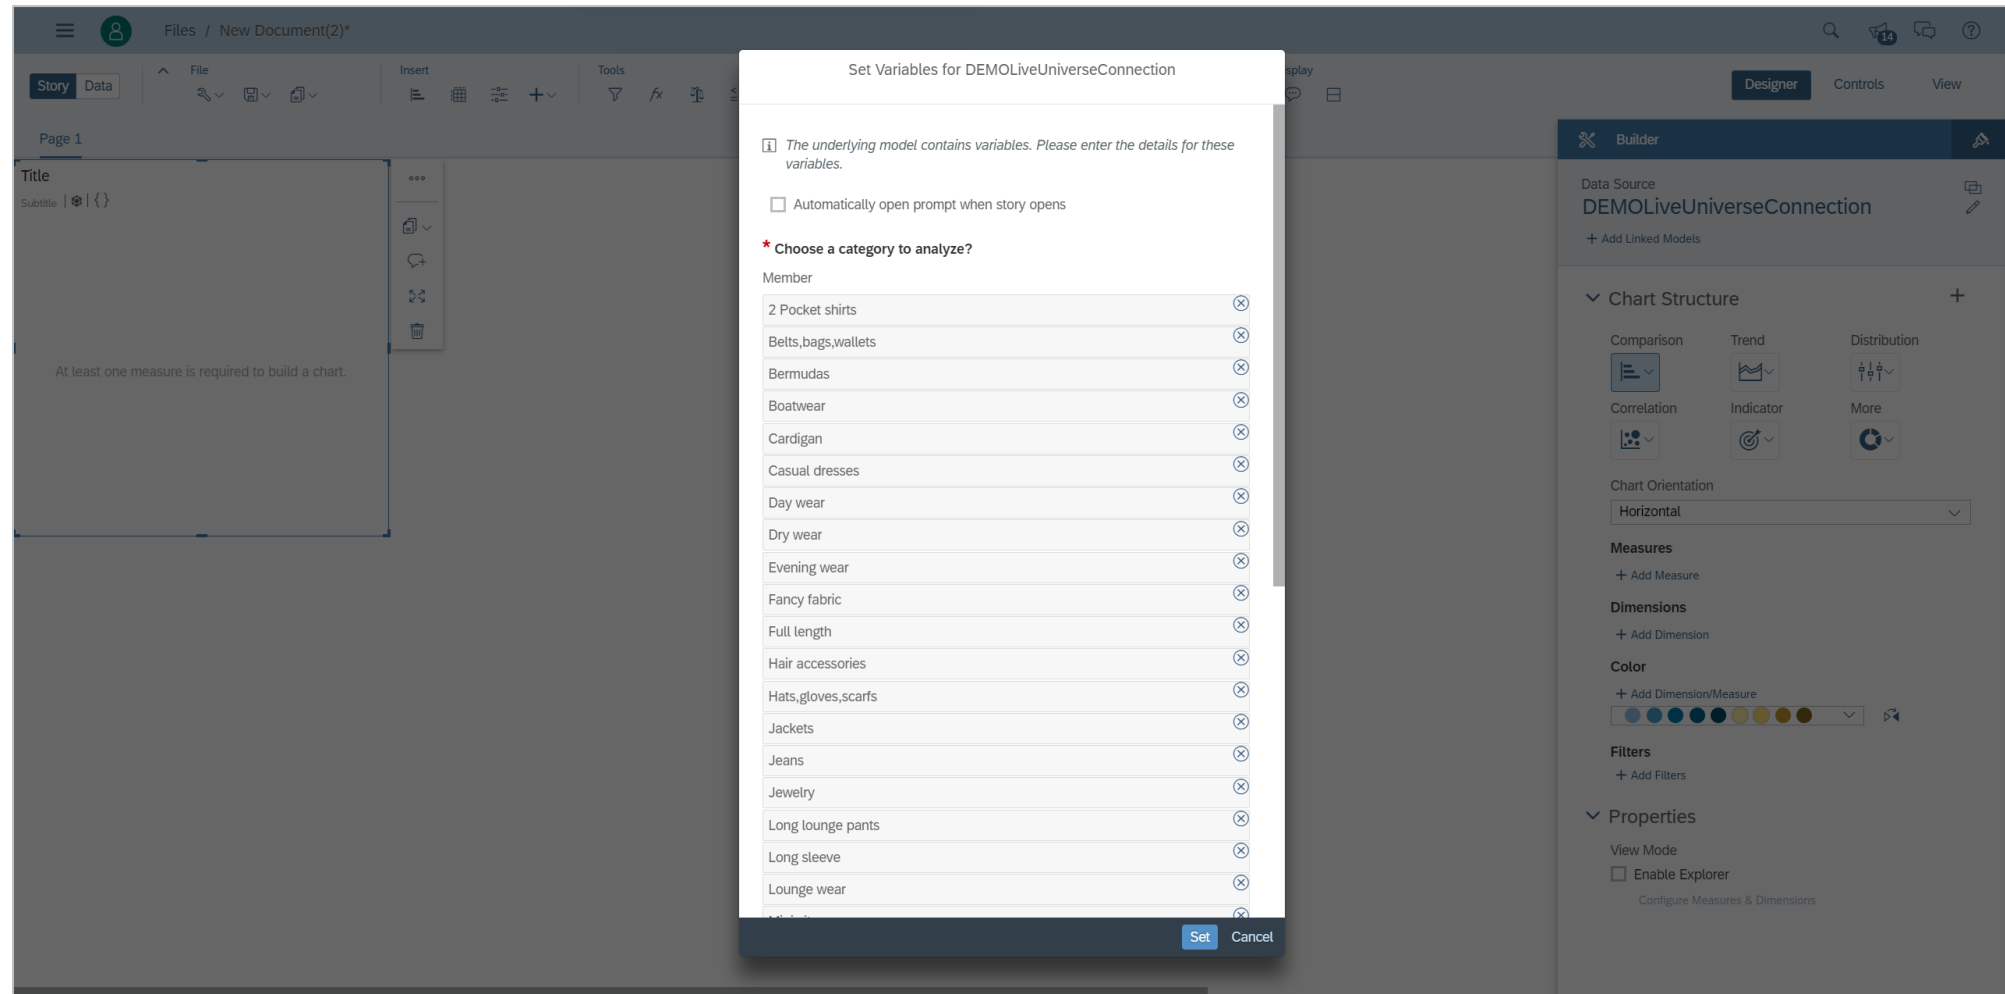 Files / New Document(2)*
14
Story
Data
File
Insert
Tools
splay
Designer
Controls
View
Page 1
Title
Subtitle
At least one measure is required to build a chart.
Set Variables for DEMOLiveUniverseConnection
The underlying model contains variables. Please enter the details for these
variables.
Automatically open prompt when story opens
* Choose a category to analyze?
Member
2 Pocket shirts
Belts,bags,wallets
Bermudas
Boatwear
Cardigan
Casual dresses
Day wear
Dry wear
Evening wear
Fancy fabric
Full length
Hair accessories
Hats,gloves,scarfs
Jackets
Jeans
Jewelry
Long lounge pants
Long sleeve
Lounge wear
Set
Cancel
Builder
Data Source
DEMOLiveUniverseConnection
+ Add Linked Models
Chart Structure
Comparison
Trend
Distribution
Correlation
Indicator
More
Chart Orientation
Horizontal
Measures
+ Add Measure
Dimensions
+ Add Dimension
Color
+ Add Dimension/Measure
Filters
+ Add Filters
Properties
View Mode
Enable Explorer
Configure Measures & Dimensions